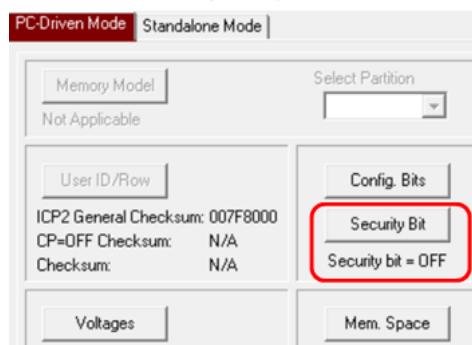 PC-Driven Mode Standalone Mode
Memory Model
Not Applicable
Select Partition
User ID/Row
ICP2 General Checksum: 007F8000
CP=OFF Checksum: N/A
Checksum: N/A
Config. Bits
Security Bit
Security bit = OFF
Voltages
Mem. Space